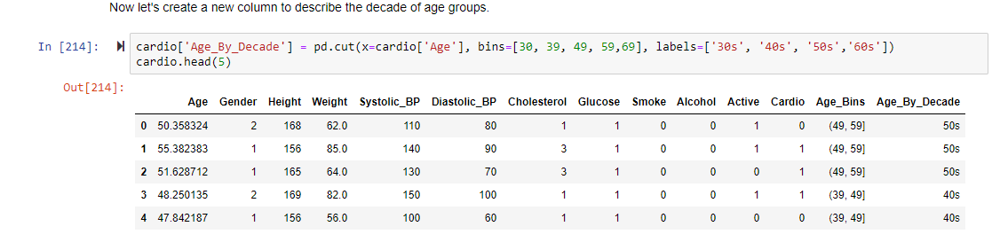 Now let's create a new column to describe the decade of age groups.
In [214]: cardio['Age_By_Decade'] = pd.cut(x=cardio['Age'], bins=[30, 39, 49, 59,69], labels=['30s', '40s', '50s','60s'])
cardio.head(5)
Out[214]:
Age Gender Height Weight Systolic_BP Diastolic_BP Cholesterol Glucose Smoke Alcohol Active Cardio Age_Bins Age_By_Decade
0 50.358324 2 168 62.0 110 80 1 1 0 0 1 0 (49, 59] 50s
1 55.382383 1 156 85.0 140 90 3 1 0 0 1 1 (49, 59] 50s
2 51.628712 1 165 64.0 130 70 3 1 0 0 0 1 (49, 59] 50s
3 48.250135 2 169 82.0 150 100 1 1 0 0 1 1 (39, 49] 40s
4 47.842187 1 156 56.0 100 60 1 1 0 0 0 0 (39, 49] 40s